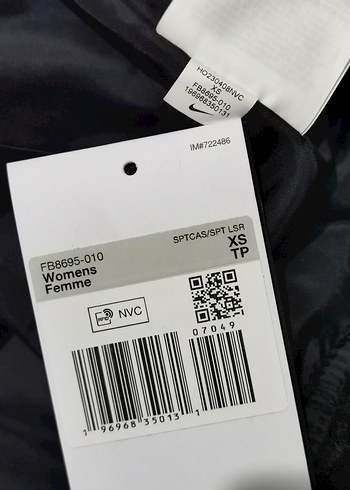 HO230408NVC
XS
FB8695-010
196968350131
IM#722486
FB8695-010
Womens
Femme
SPTCAS/SPT LSR
XS
TP
NVC
07049
1 96968 35013 1